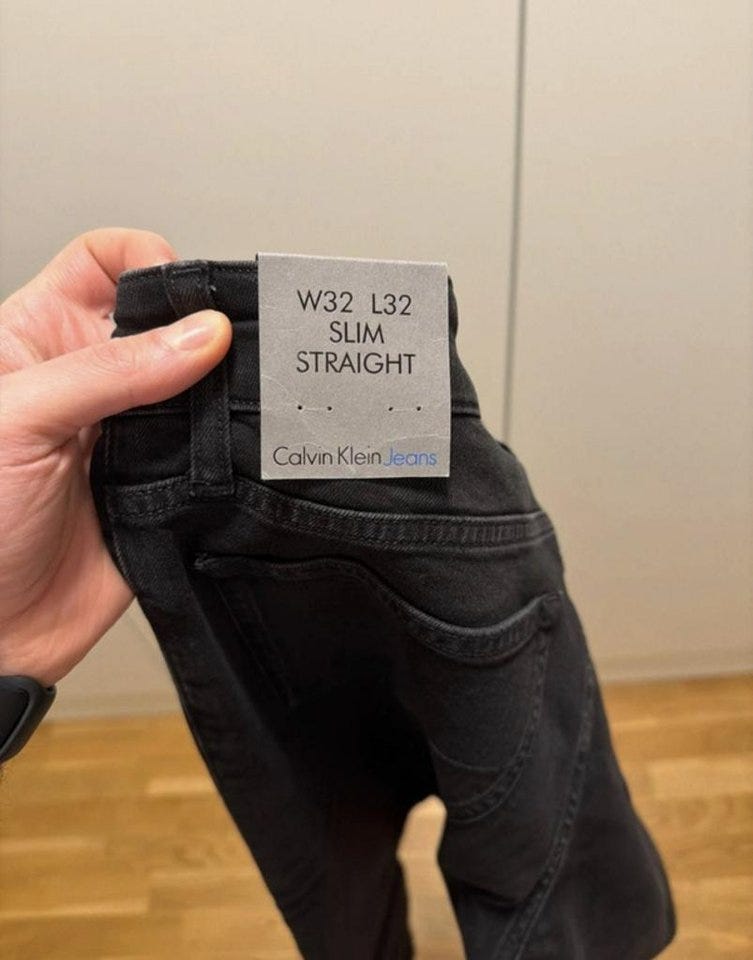 W32 L32
SLIM
STRAIGHT
Calvin Klein Jeans